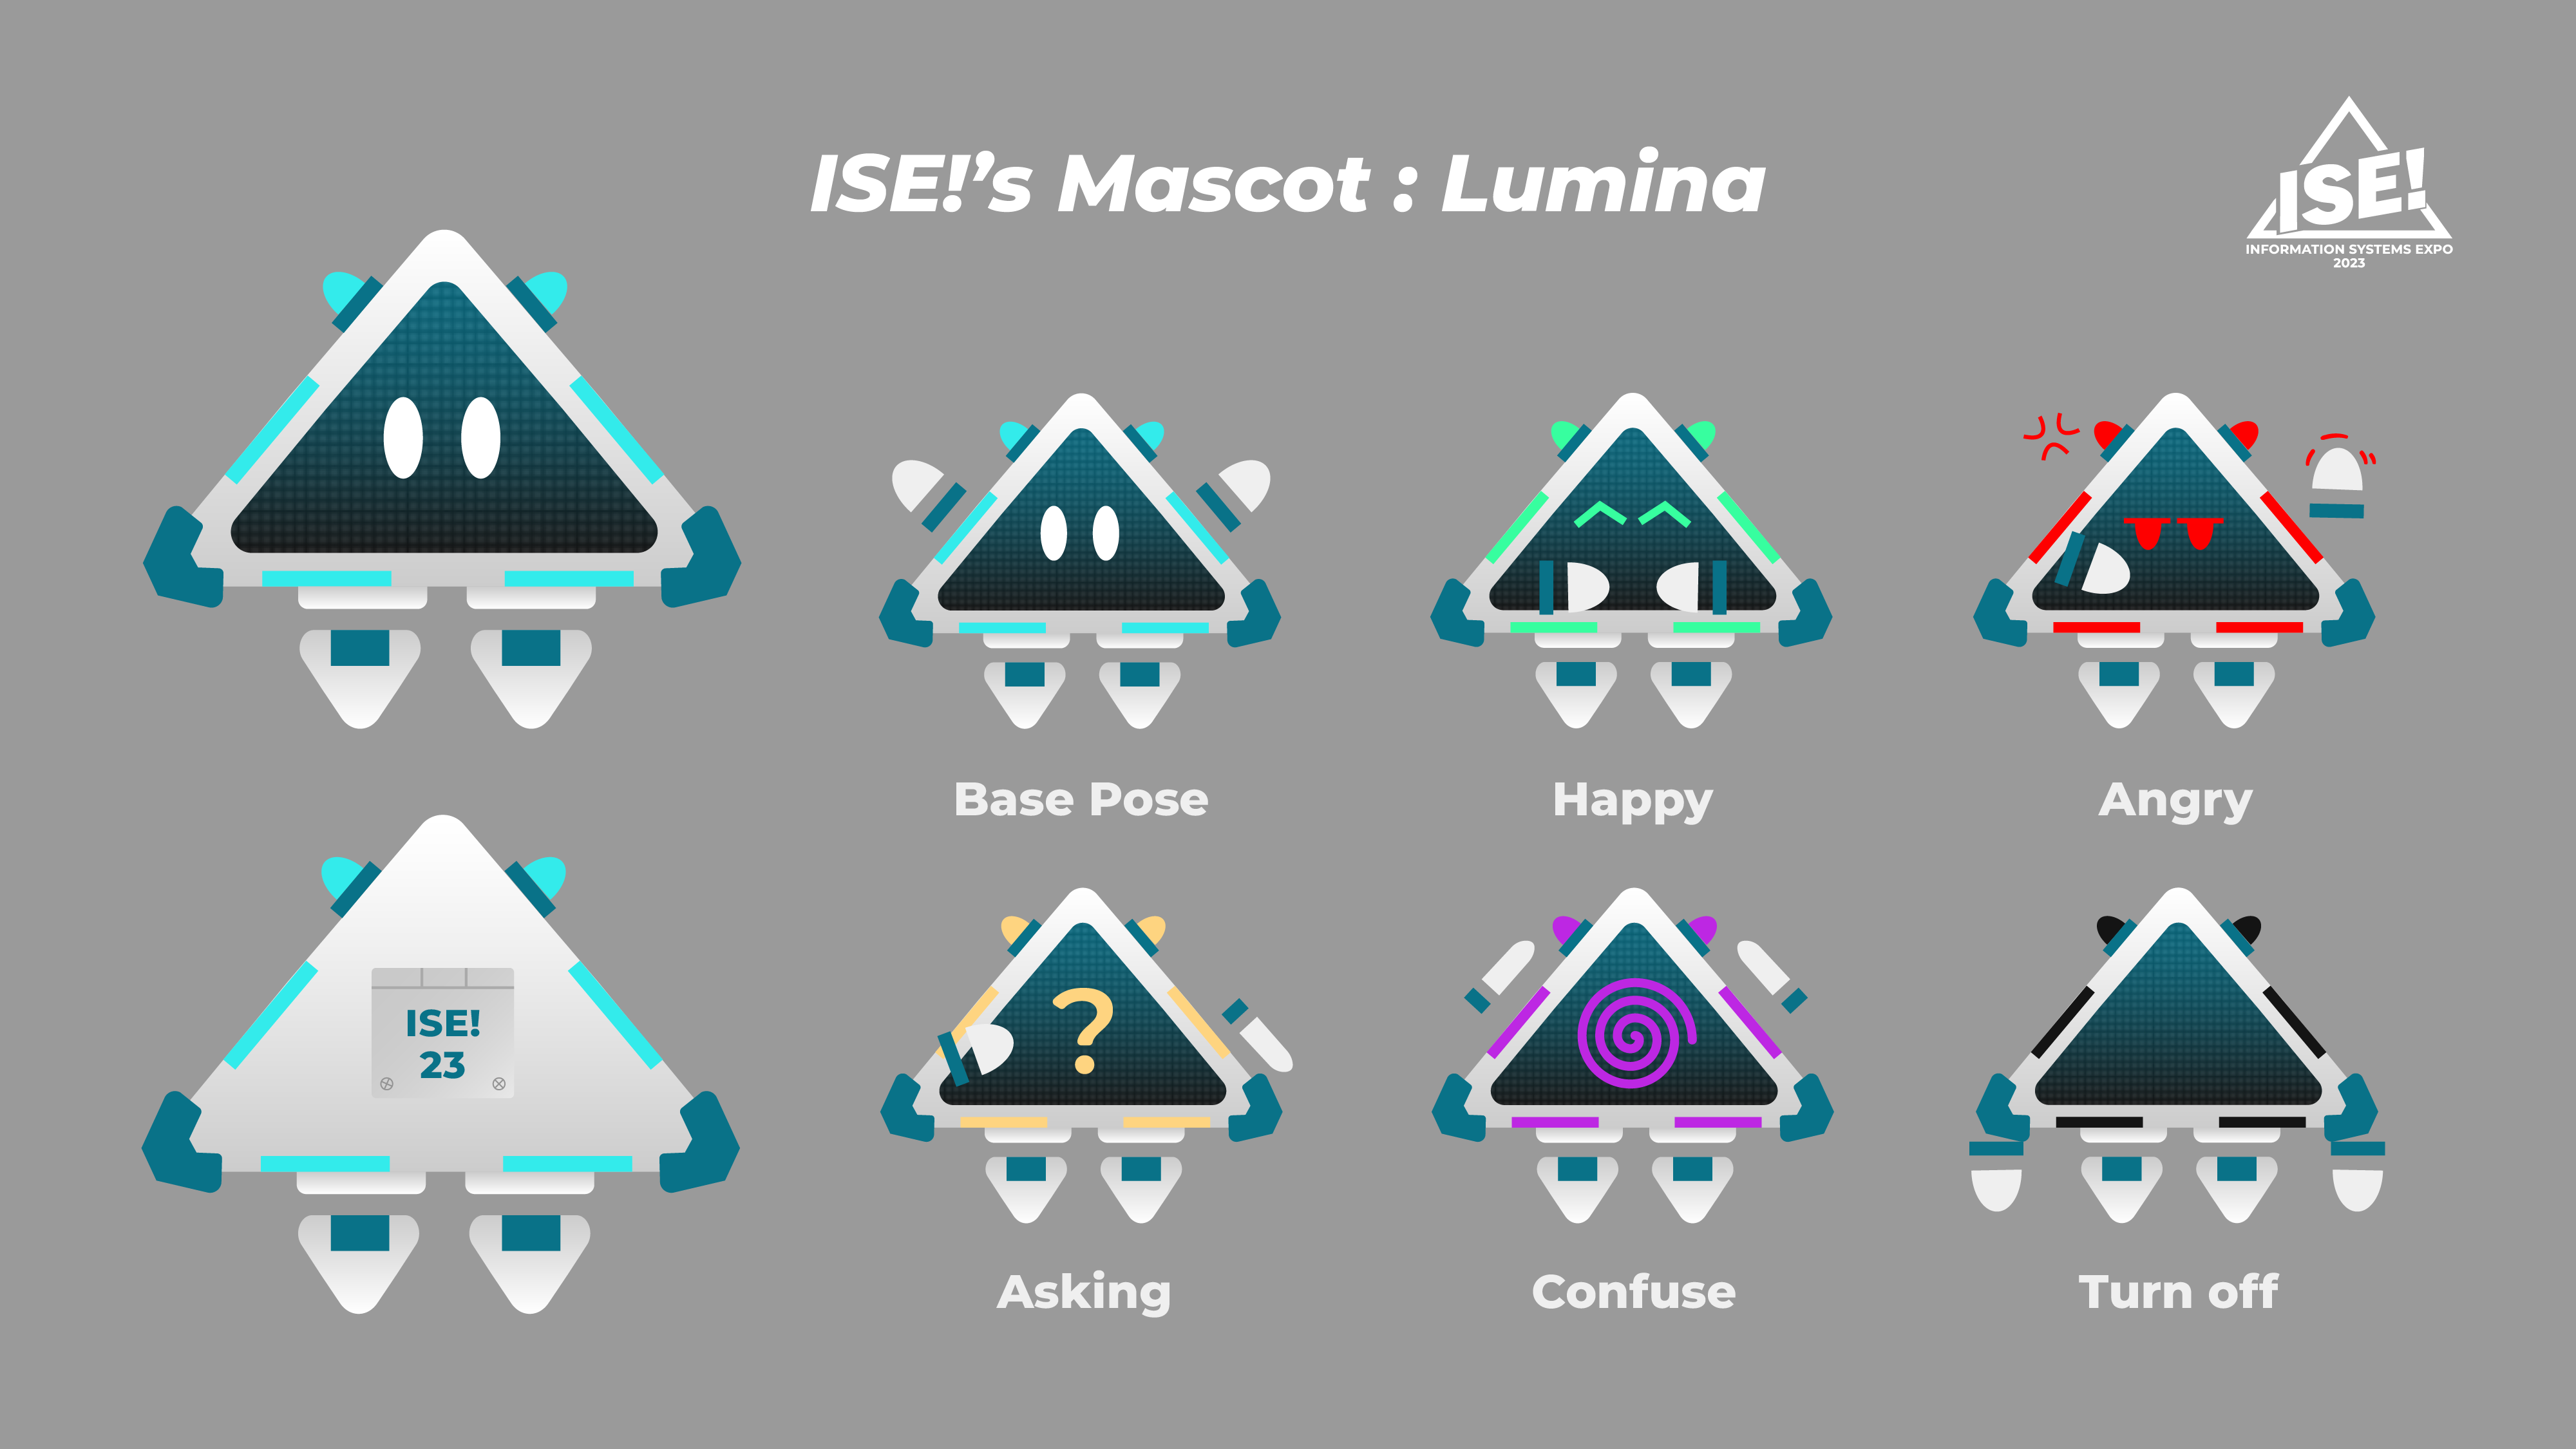 ISE!'s Mascot : Lumina
ISE!
INFORMATION SYSTEMS EXPO
2023
Base Pose
Happy
Angry
ISE!
23
?
Asking
Confuse
Turn off